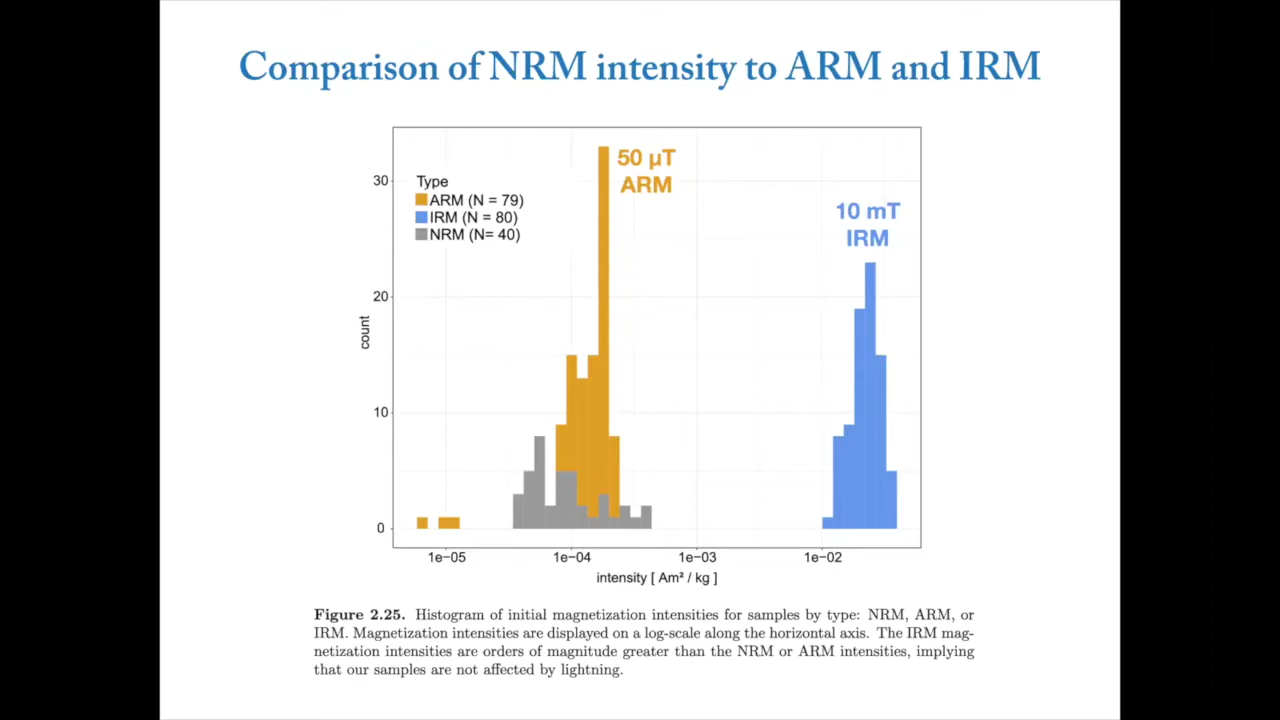 Comparison of NRM intensity to ARM and IRM
50 µT
ARM
10 mT
IRM
Type
ARM (N = 79)
IRM (N = 80)
NRM (N= 40)
30
20
10
0
count
1e−05
1e−04
1e−03
1e−02
intensity [ Am² / kg ]
Figure 2.25. Histogram of initial magnetization intensities for samples by type: NRM, ARM, or
IRM. Magnetization intensities are displayed on a log-scale along the horizontal axis. The IRM mag-
netization intensities are orders of magnitude greater than the NRM or ARM intensities, implying
that our samples are not affected by lightning.